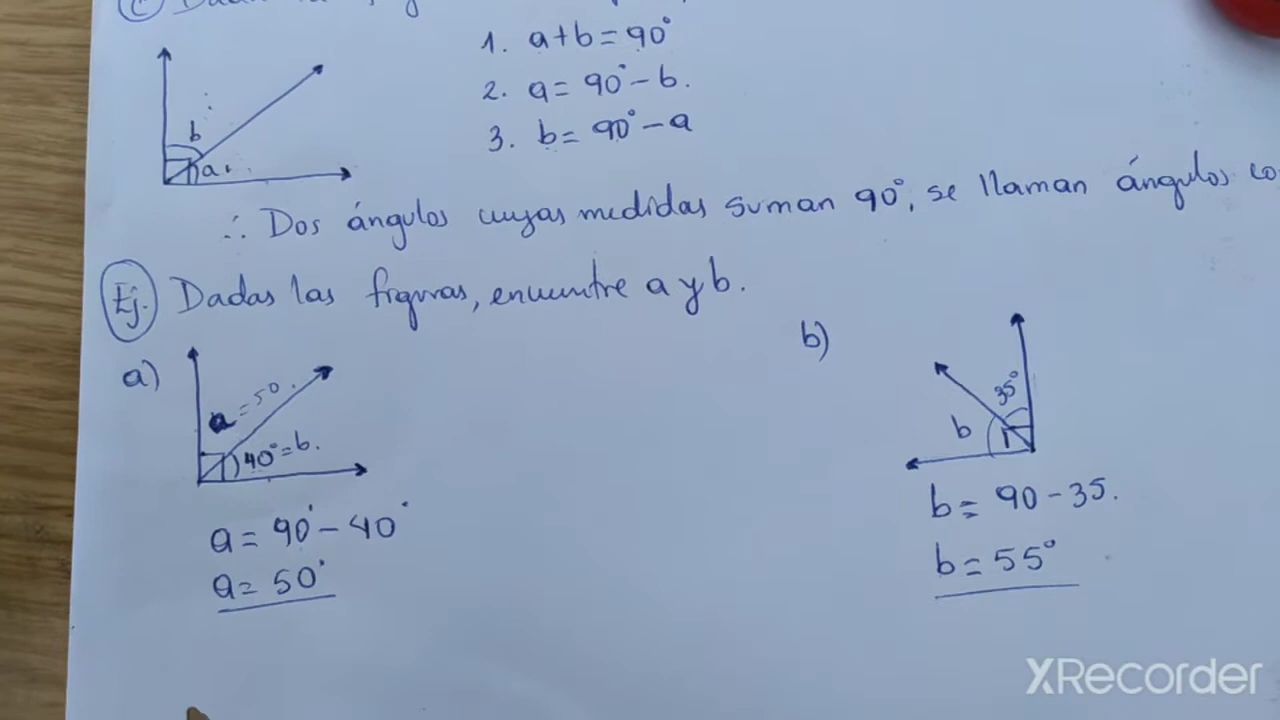 C
1. a+b=90°
2. a=90°-b.
3. b=90°-a
b
a
∴ Dos ángulos cuyas medidas suman 90°, se llaman ángulos co
Ej. Dadas las figuras, encuentre a y b.
a)
a=50.
40°=b.
a=90°-40°
a=50°
b)
35°
b
b=90-35.
b=55°
XRecorder